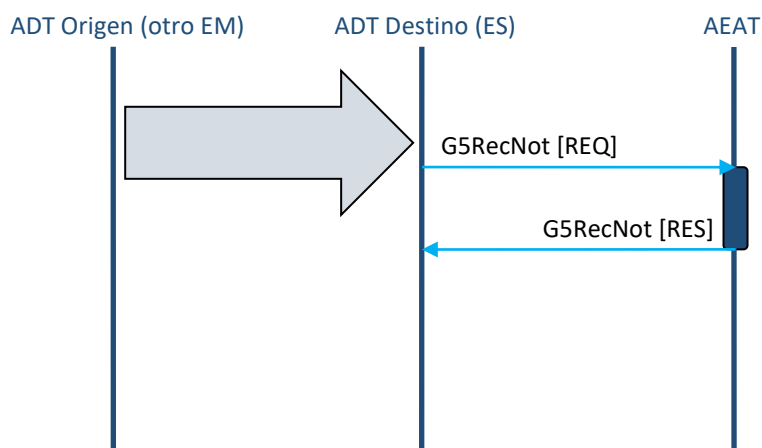 ADT Origen (otro EM)
ADT Destino (ES)
AEAT
G5RecNot [REQ]
G5RecNot [RES]